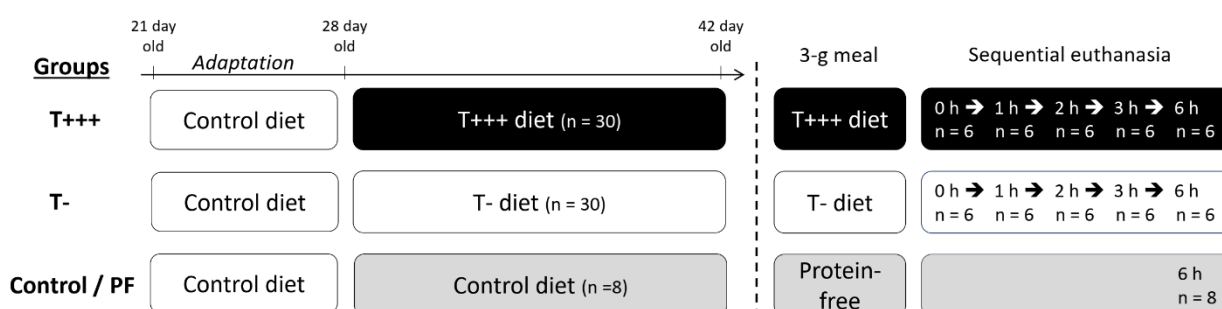 21 day old
28 day old
42 day old
Groups
Adaptation
3-g meal
Sequential euthanasia
T+++
Control diet
T+++ diet (n = 30)
T+++ diet
0 h ➔ 1 h ➔ 2 h ➔ 3 h ➔ 6 h
n = 6 n = 6 n = 6 n = 6 n = 6
T-
Control diet
T- diet (n = 30)
T- diet
0 h ➔ 1 h ➔ 2 h ➔ 3 h ➔ 6 h
n = 6 n = 6 n = 6 n = 6 n = 6
Control / PF
Control diet
Control diet (n =8)
Protein-
free
6 h
n = 8